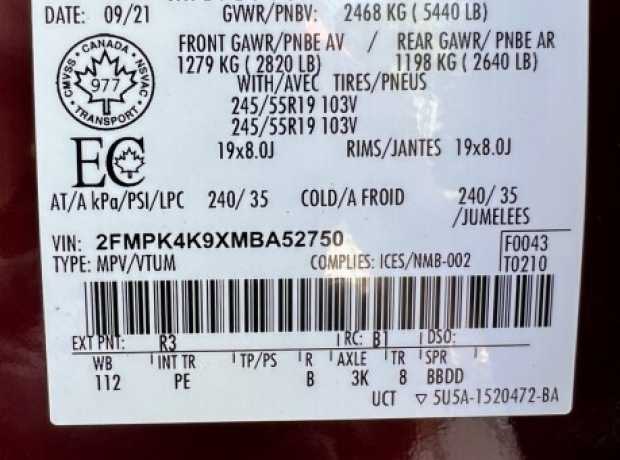 DATE: 09/21 GVWR/PNBV: 2468 KG ( 5440 LB)
FRONT GAWR/PNBE AV / REAR GAWR/ PNBE AR
1279 KG ( 2820 LB) 1198 KG ( 2640 LB)
WITH/AVEC TIRES/PNEUS
245/55R19 103V
245/55R19 103V
19x8.0J RIMS/JANTES 19x8.0J
CMVSS CANADA NSVAC
977
TRANSPORT
EC
AT/A kPa/PSI/LPC 240/ 35 COLD/A FROID 240/ 35
/JUMELEES
VIN: 2FMPK4K9XMBA52750 F0043
TYPE: MPV/VTUM COMPLIES: ICES/NMB-002 T0210
EXT PNT: R3 RC: B1 DSO:
WB INT TR TP/PS R AXLE TR SPR
112 PE B 3K 8 BBDD
UCT ▽ 5U5A-1520472-BA